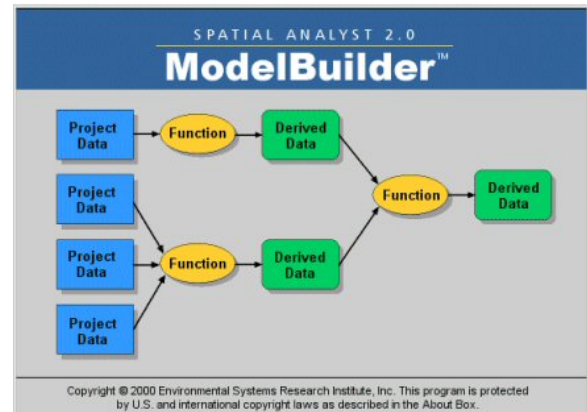 SPATIAL ANALYST 2.0
ModelBuilder™
Project
Data
Function
Derived
Data
Project
Data
Function
Derived
Data
Project
Data
Function
Derived
Data
Project
Data
Copyright © 2000 Environmental Systems Research Institute, Inc. This program is protected
by U.S. and international copyright laws as described in the About Box.